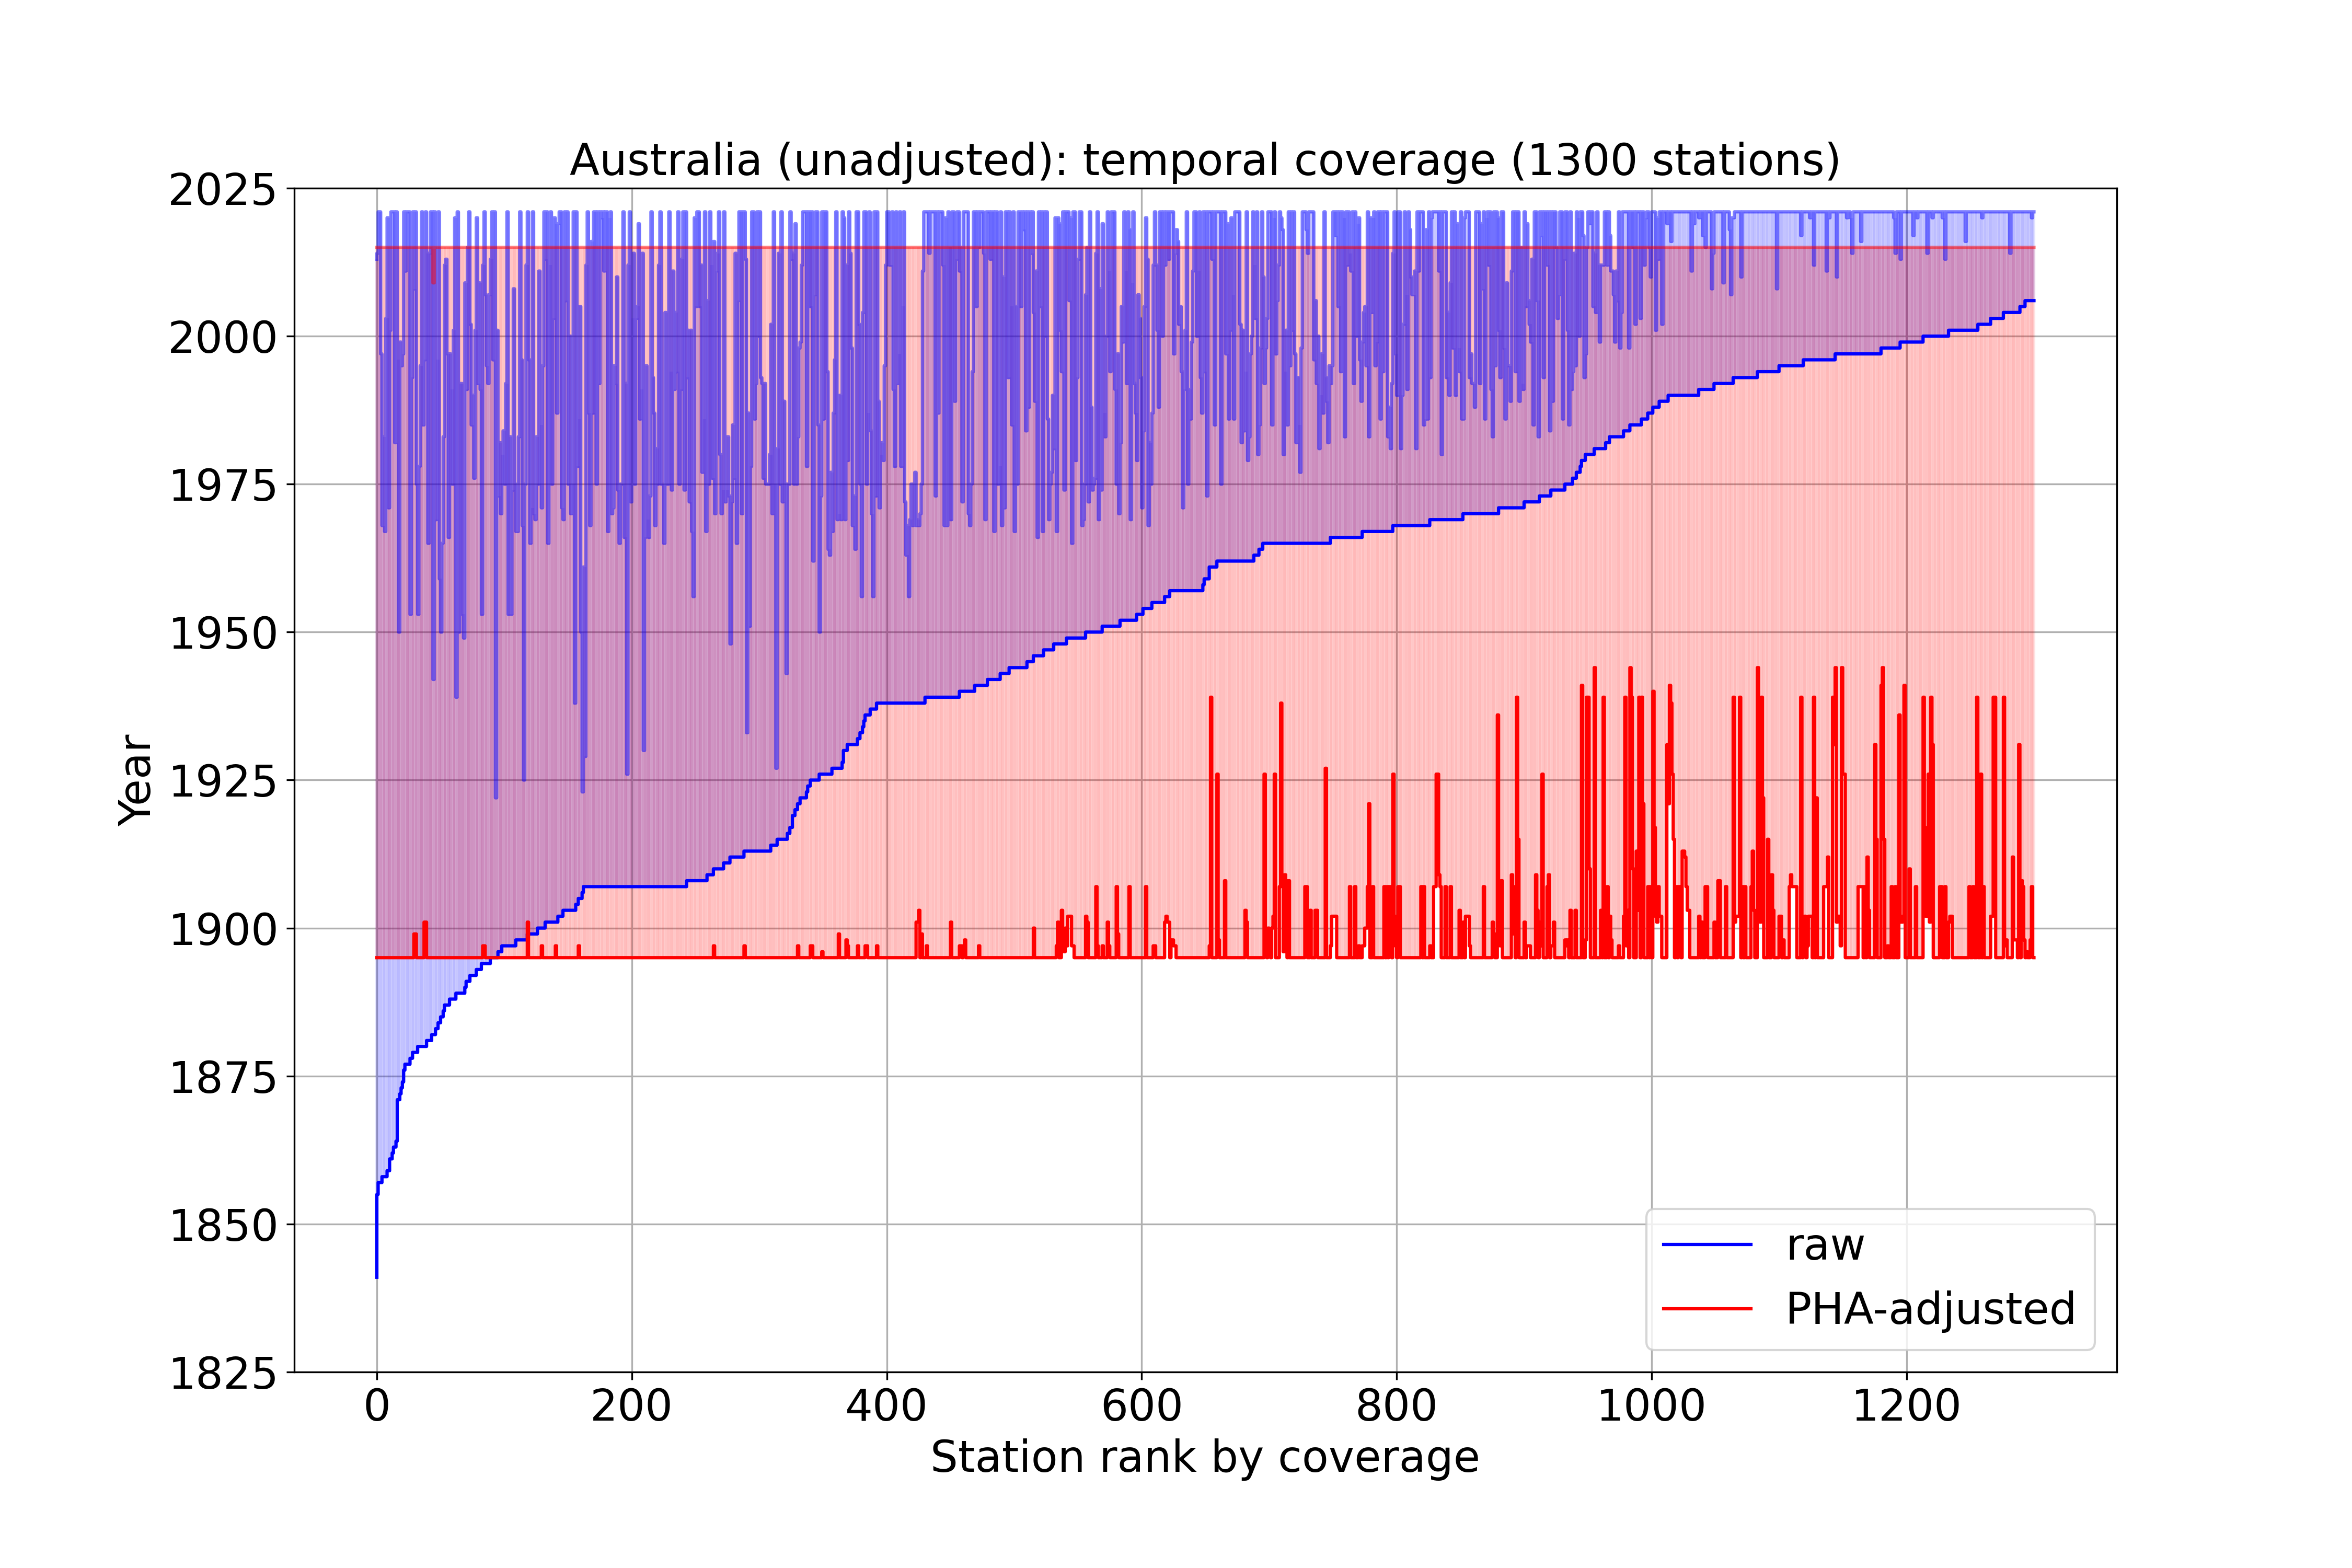 Australia (unadjusted): temporal coverage (1300 stations)
2025
2000
1975
1950
1925
1900
1875
1850
1825
Year
0 200 400 600 800 1000 1200
Station rank by coverage
raw
PHA-adjusted